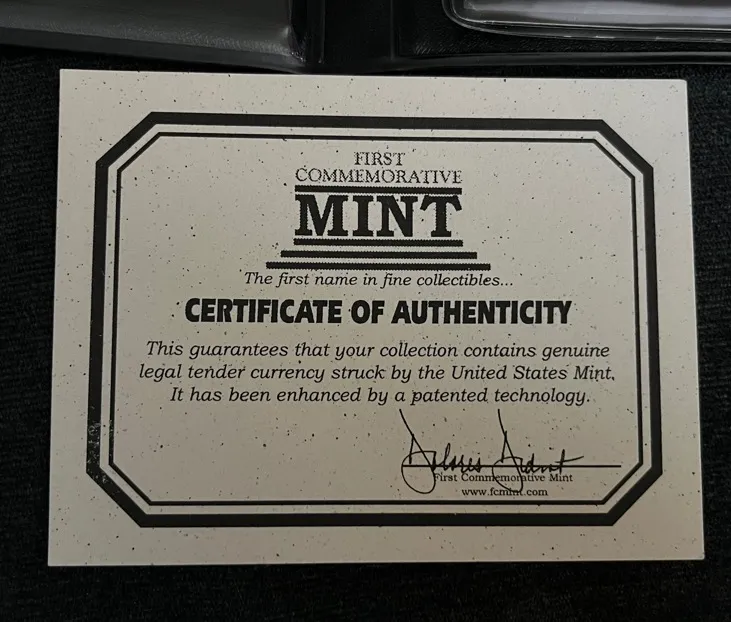 FIRST
COMMEMORATIVE
MINT
The first name in fine collectibles...
CERTIFICATE OF AUTHENTICITY
This guarantees that your collection contains genuine
legal tender currency struck by the United States Mint.
It has been enhanced by a patented technology.
First Commemorative Mint
www.fcmint.com